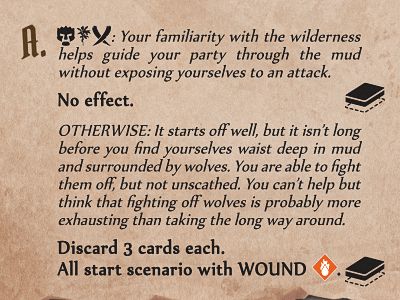 A.
: Your familiarity with the wilderness
helps guide your party through the mud
without exposing yourselves to an attack.
No effect.
OTHERWISE: It starts off well, but it isn't long
before you find yourselves waist deep in mud
and surrounded by wolves. You are able to fight
them off, but not unscathed. You can't help but
think that fighting off wolves is probably more
exhausting than taking the long way around.
Discard 3 cards each.
All start scenario with WOUND .